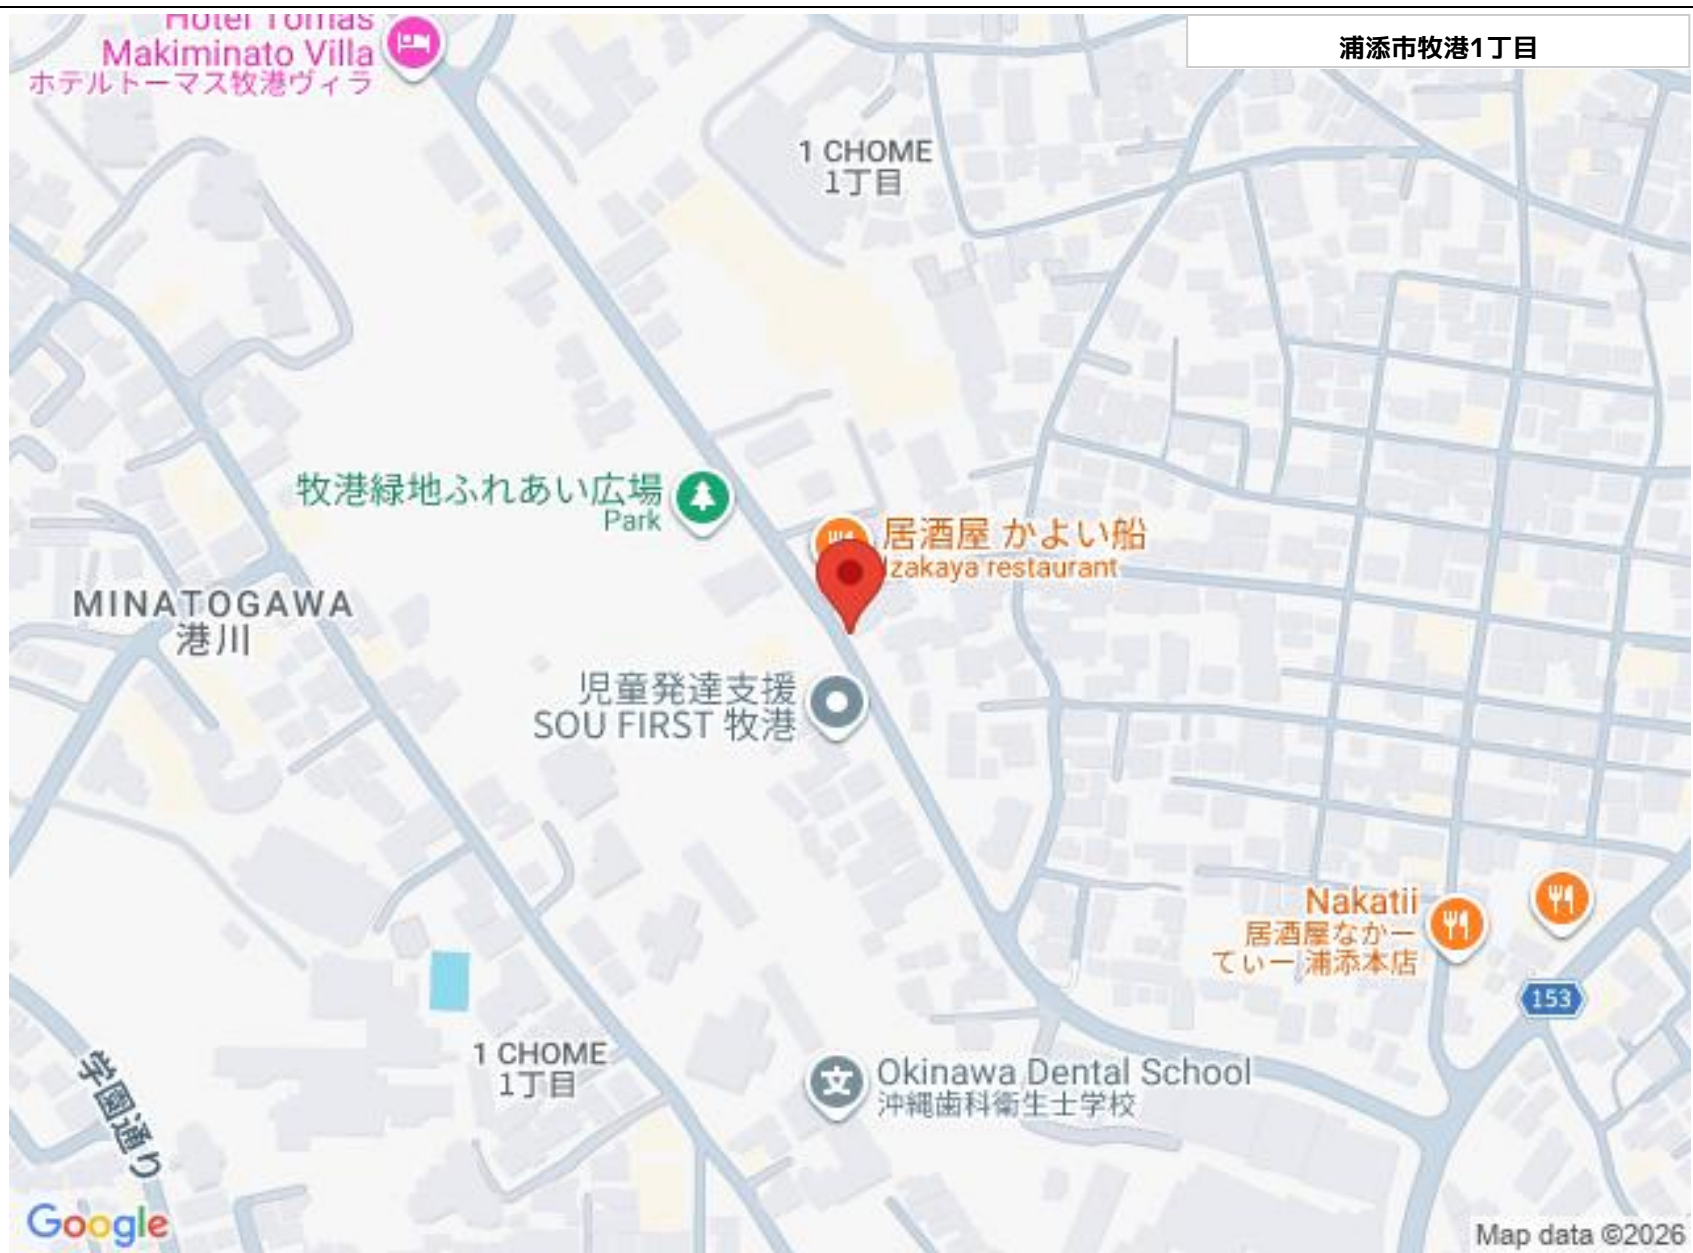 Hotel Tomas
Makiminato Villa
ホテルトーマス牧港ヴィラ
浦添市牧港1丁目
1 CHOME
1丁目
牧港緑地ふれあい広場
Park
居酒屋 かよい船
Izakaya restaurant
MINATOGAWA
港川
児童発達支援
SOU FIRST 牧港
Nakatii
居酒屋なかー
てぃー 浦添本店
153
1 CHOME
1丁目
Okinawa Dental School
沖縄歯科衛生士学校
学園通り
Google
Map data ©2026